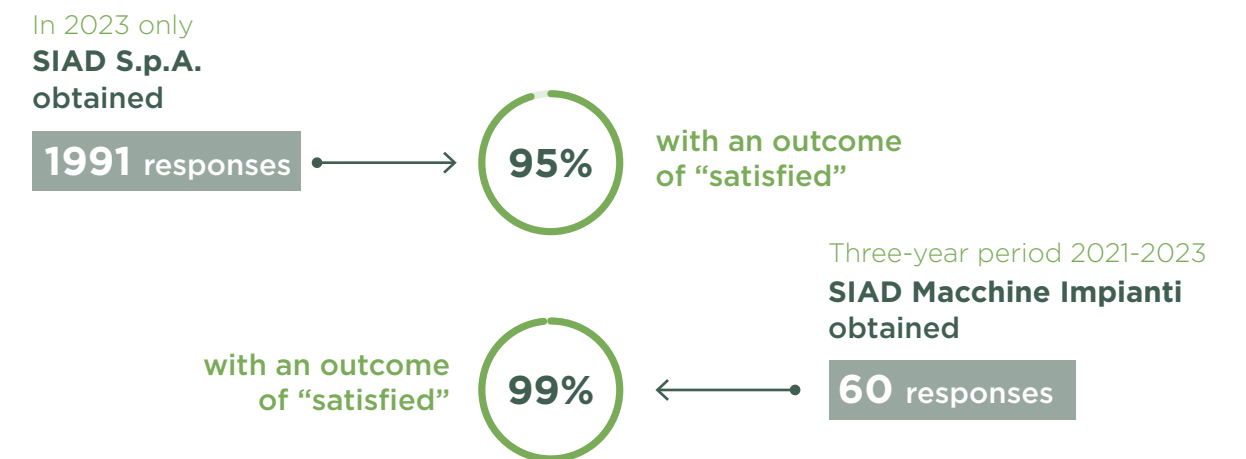 In 2023 only
SIAD S.p.A.
obtained
1991 responses
95%
with an outcome
of “satisfied”
Three-year period 2021-2023
SIAD Macchine Impianti
obtained
60 responses
99%
with an outcome
of “satisfied”